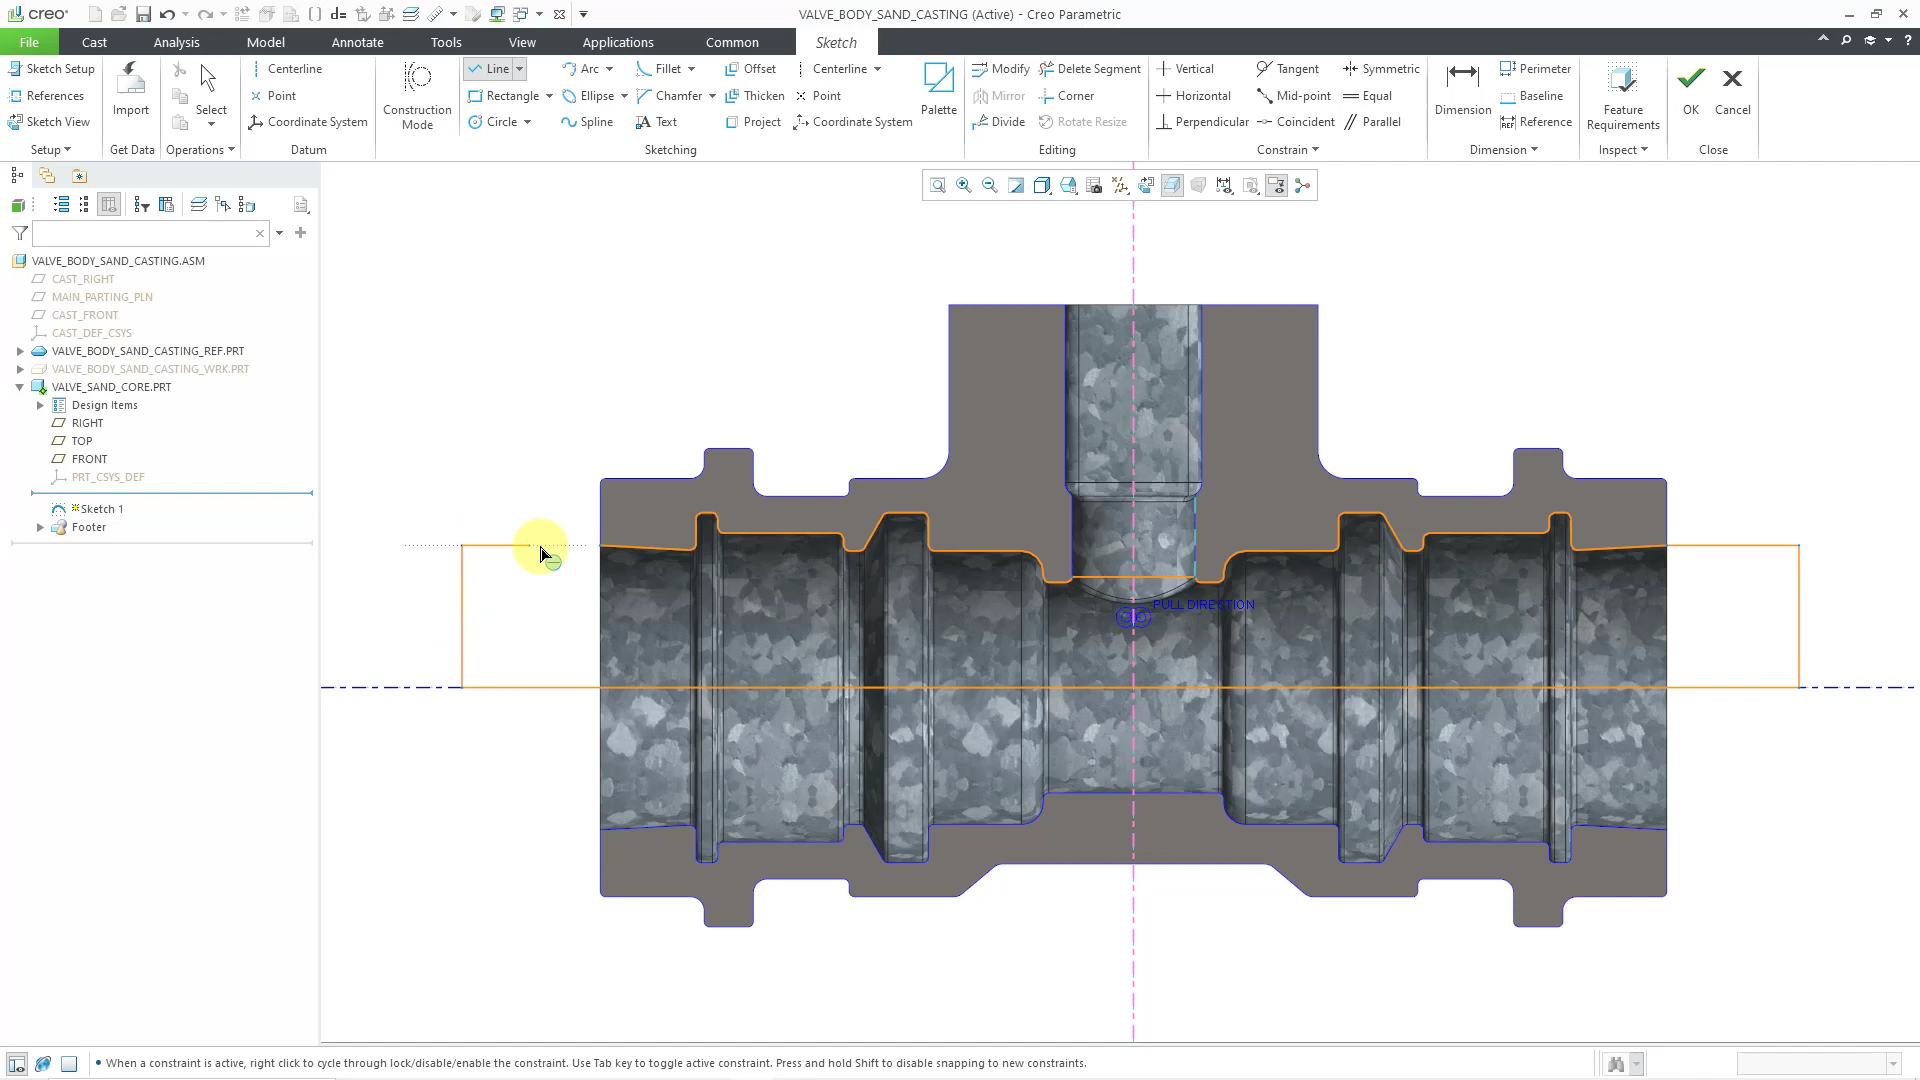 creo
VALVE_BODY_SAND_CASTING (Active) - Creo Parametric
File Cast Analysis Model Annotate Tools View Applications Common Sketch
Sketch Setup Centerline Line Arc Fillet Offset Centerline Modify Delete Segment Vertical Tangent Symmetric Perimeter
References Import Select Point Construction Mode Rectangle Ellipse Chamfer Thicken Point Palette Mirror Corner Horizontal Mid-point Equal Dimension Baseline Feature Requirements OK Cancel
Sketch View Coordinate System Circle Spline Text Project Coordinate System Divide Rotate Resize Perpendicular Coincident Parallel Reference
Setup Get Data Operations Datum Sketching Editing Constrain Dimension Inspect Close
VALVE_BODY_SAND_CASTING.ASM
CAST_RIGHT
MAIN_PARTING_PLN
CAST_FRONT
CAST_DEF_CSYS
VALVE_BODY_SAND_CASTING_REF.PRT
VALVE_BODY_SAND_CASTING_WRK.PRT
VALVE_SAND_CORE.PRT
Design Items
RIGHT
TOP
FRONT
PRT_CSYS_DEF
Sketch 1
Footer
PULL DIRECTION
• When a constraint is active, right click to cycle through lock/disable/enable the constraint. Use Tab key to toggle active constraint. Press and hold Shift to disable snapping to new constraints.